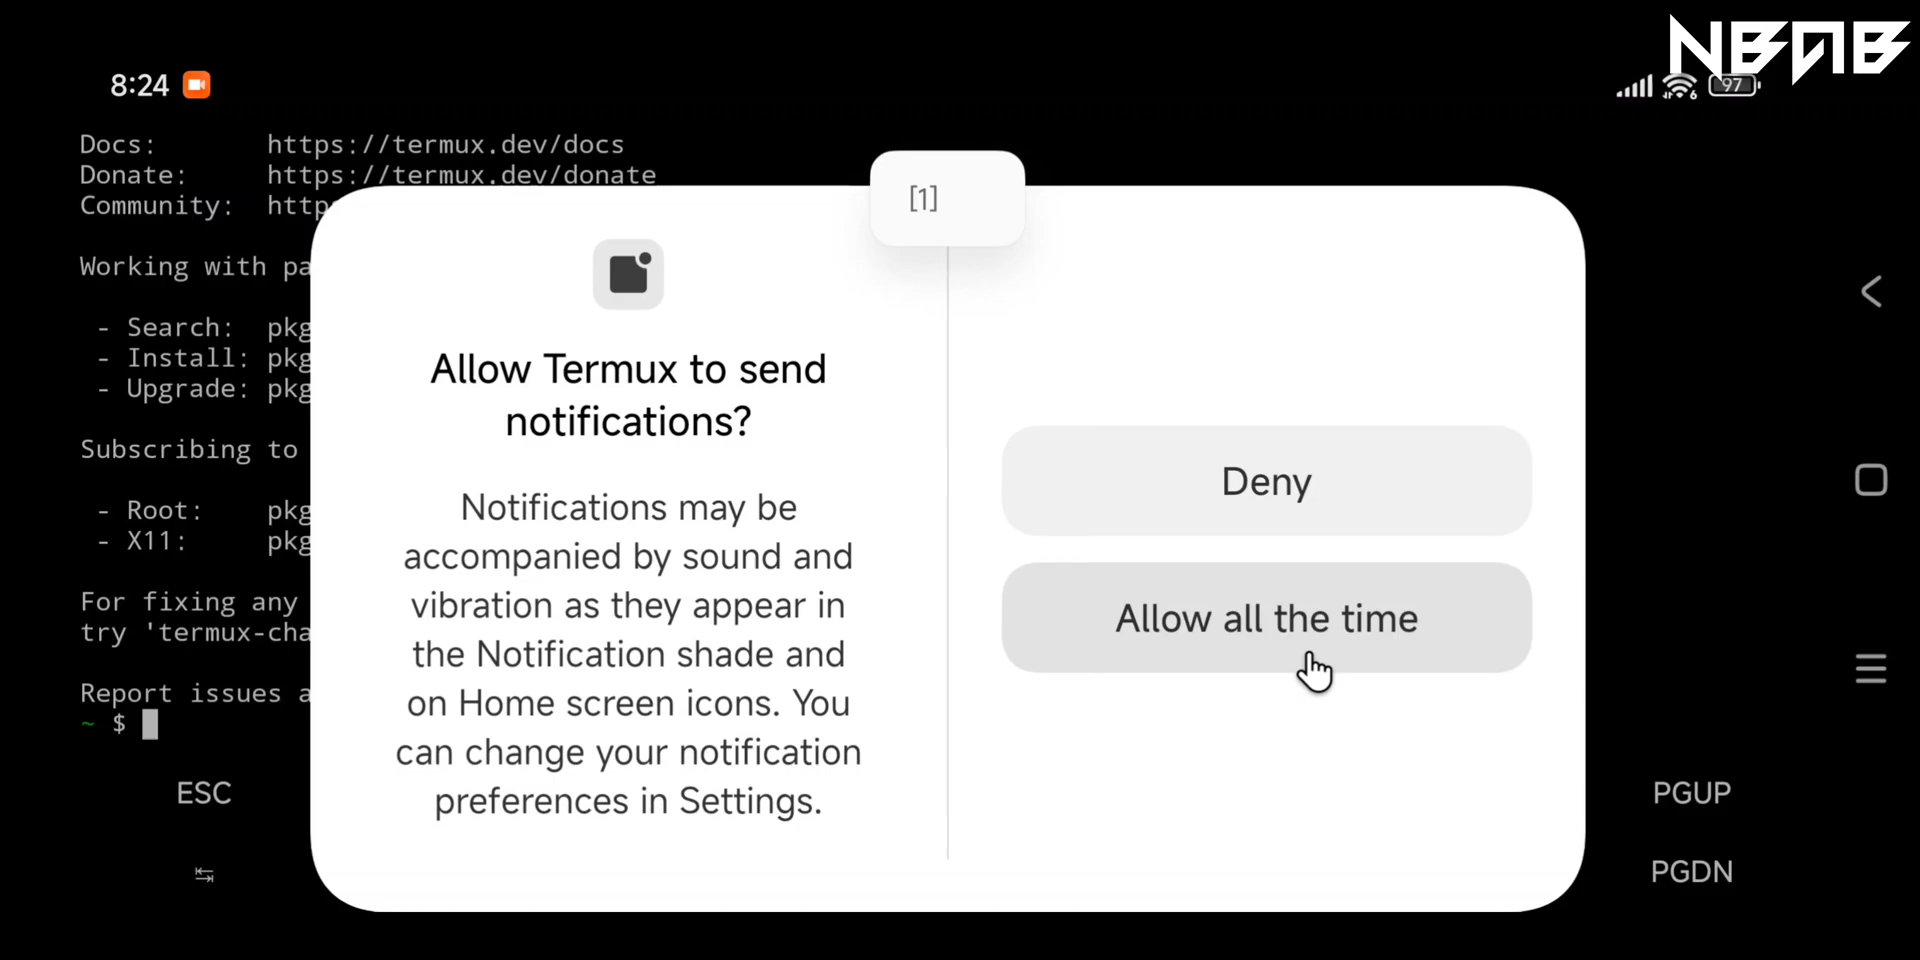 NBAB
8:24
97
Docs: https://termux.dev/docs
Donate: https://termux.dev/donate
Community: http
[1]
Working with pa
- Search: pkg
- Install: pkg
- Upgrade: pkg
Subscribing to
- Root: pkg
- X11: pkg
For fixing any
try 'termux-cha
Report issues a
~ $
Allow Termux to send
notifications?
Notifications may be
accompanied by sound and
vibration as they appear in
the Notification shade and
on Home screen icons. You
can change your notification
preferences in Settings.
Deny
Allow all the time
ESC
PGUP
PGDN